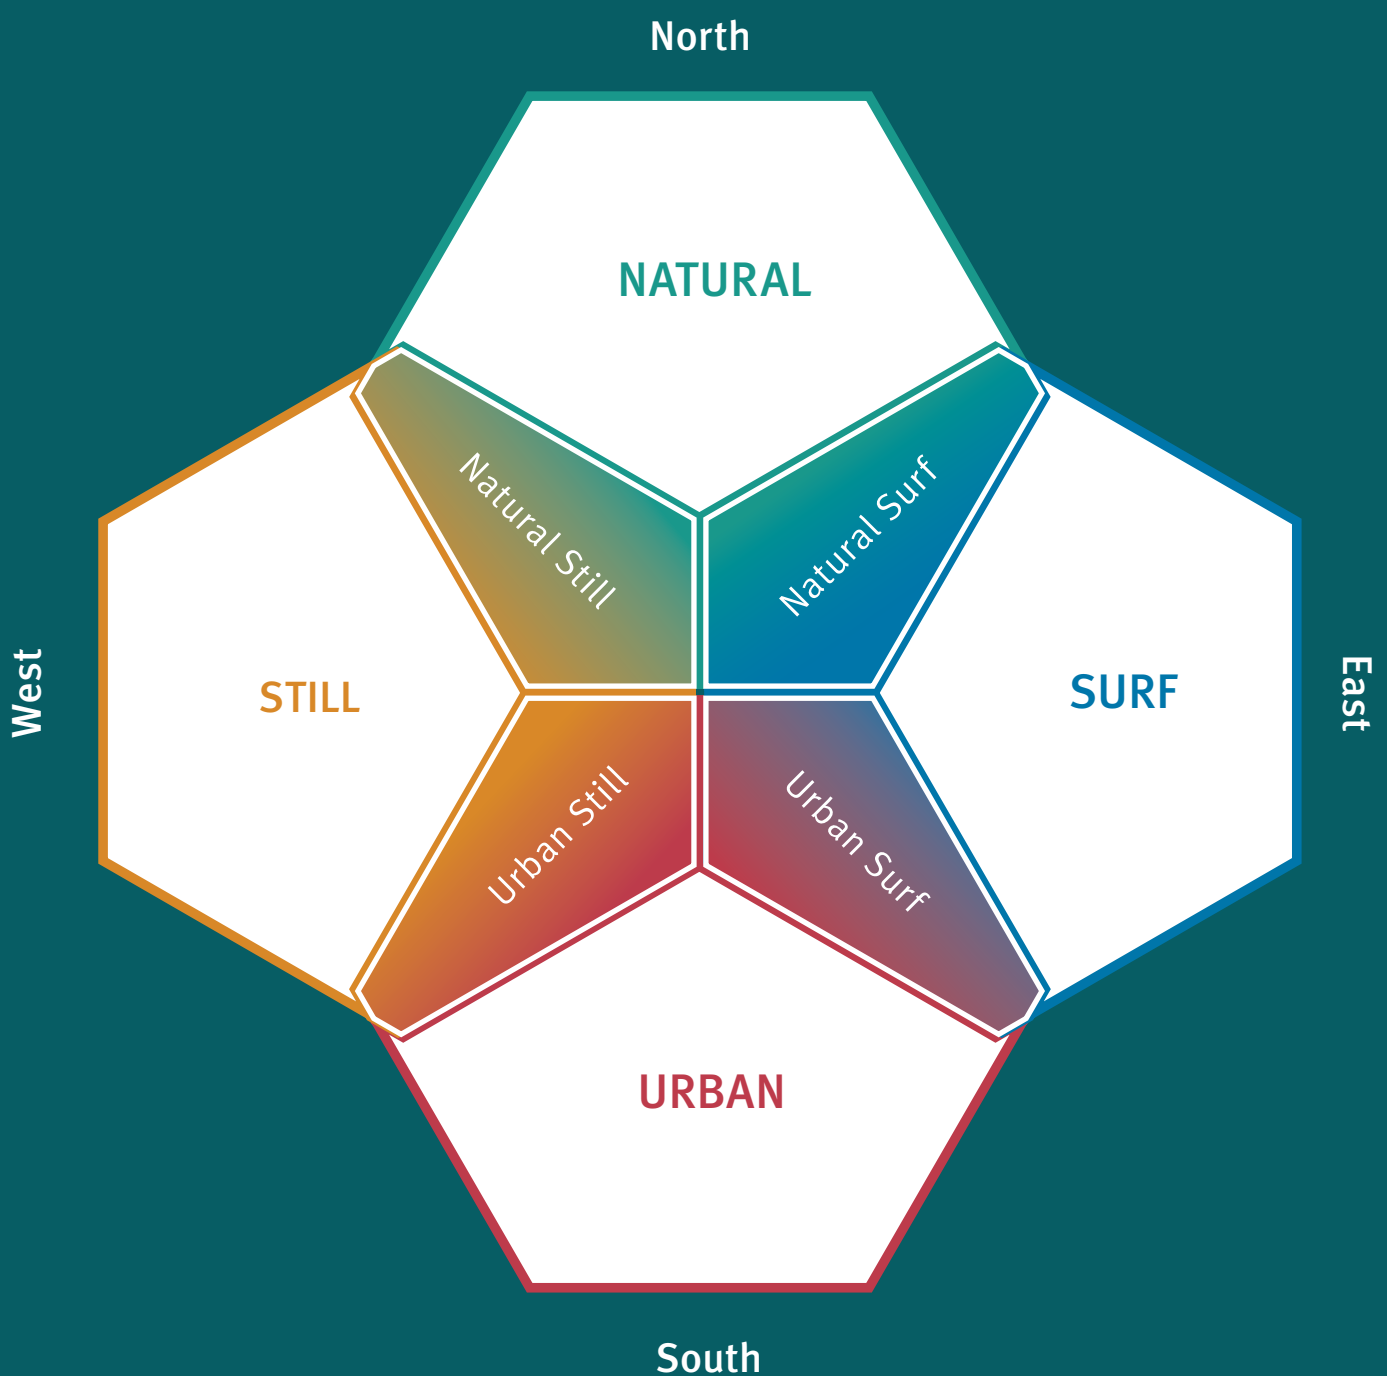 North
NATURAL
Natural Still
Natural Surf
West
STILL
SURF
East
Urban Still
Urban Surf
URBAN
South